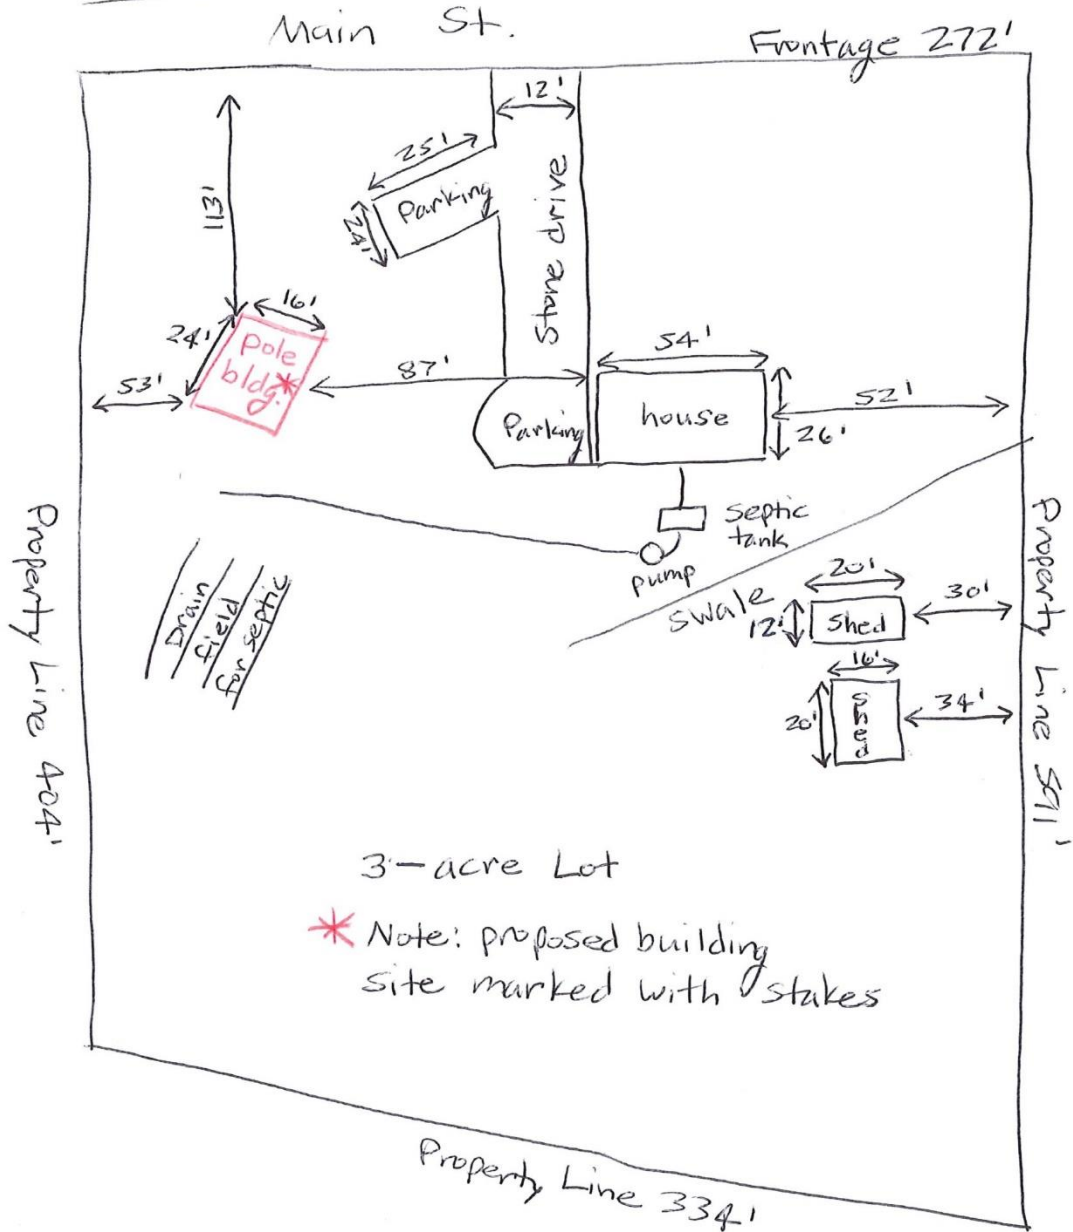 Main St.
Frontage 272'
12'
25'
Parking
24'
113'
Stone drive
16'
24'
pole
bldg.*
53'
87'
54'
Parking
house
26'
52'
septic
tank
pump
swale
20'
12'
Shed
30'
16'
20'
Shed
34'
Drain
field
for septic
Property Line 404'
Property Line 591'
3-acre Lot
* Note: proposed building
site marked with stakes
Property Line 334'